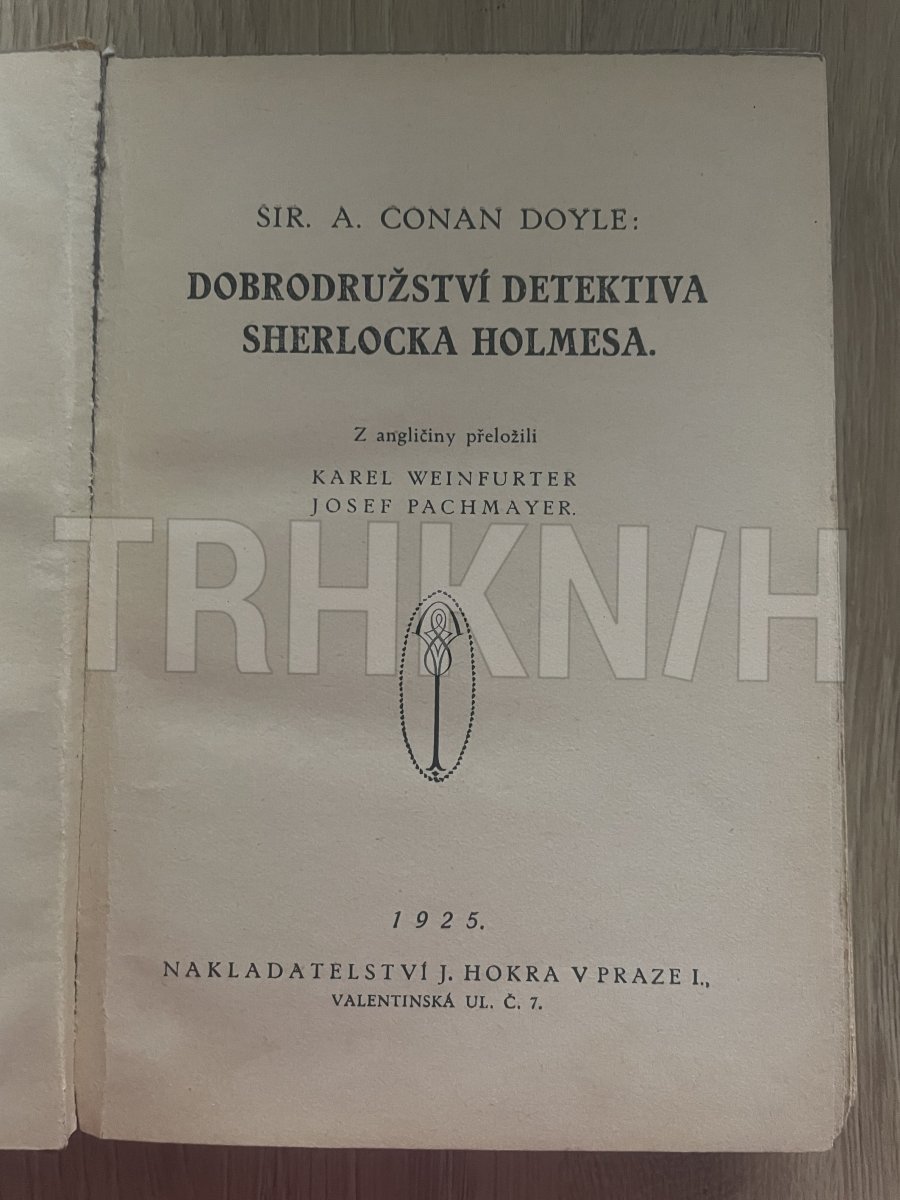 SIR. A. CONAN DOYLE:
DOBRODRUŽSTVÍ DETEKTIVA
SHERLOCKA HOLMESA.
Z angličiny přeložili
KAREL WEINFURTER
JOSEF PACHMAYER.
TRHKNIH
1925.
NAKLADATELSTVÍ J. HOKRA V PRAZE I.,
VALENTINSKÁ UL. Č. 7.